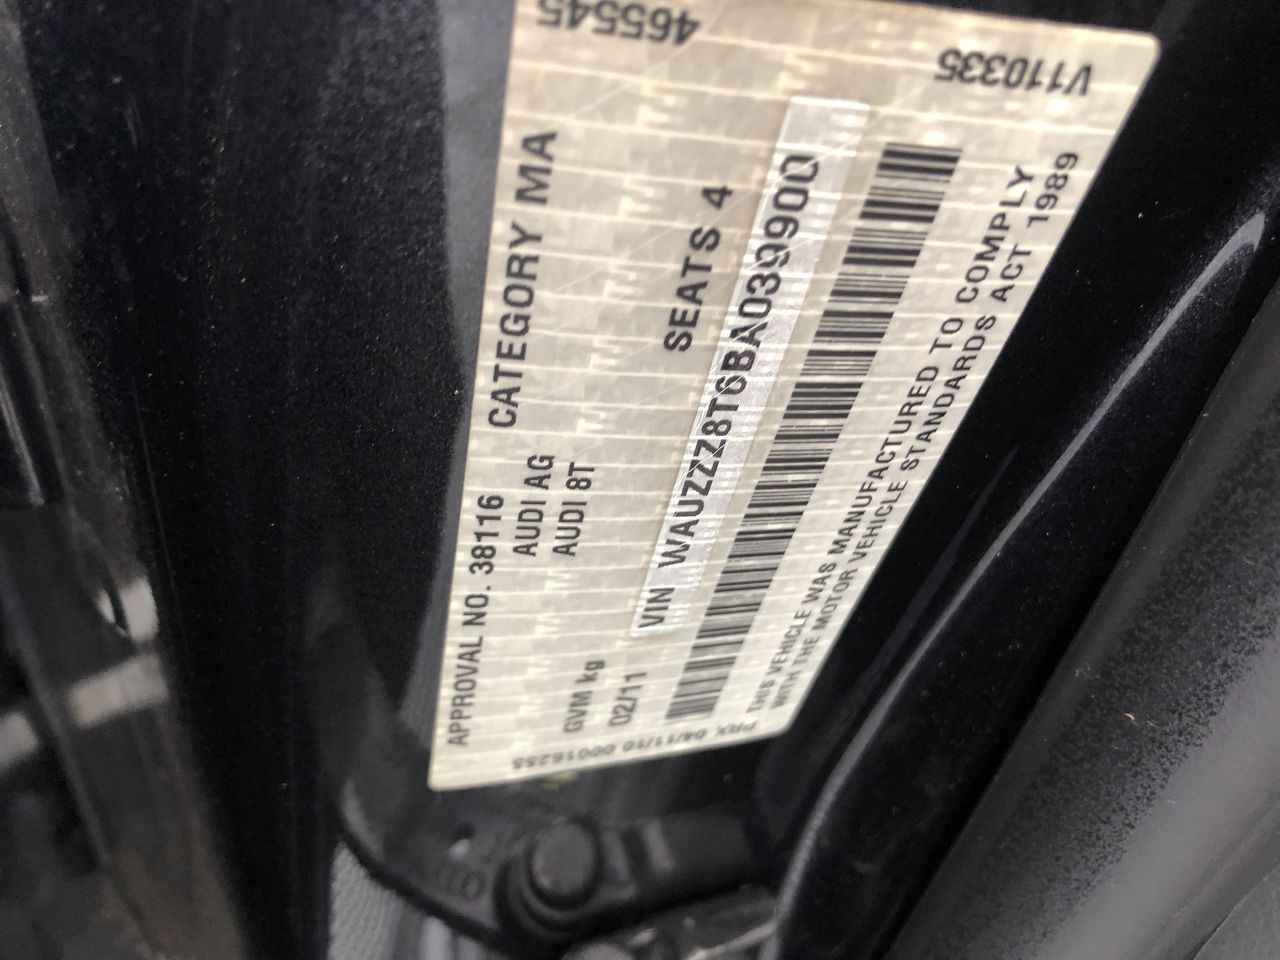 APPROVAL NO. 38116 CATEGORY MA
AUDI AG
AUDI 8T
GVM kg SEATS 4
02/11
VIN WAUZZZ8T6BA039900
THIS VEHICLE WAS MANUFACTURED TO COMPLY
WITH THE MOTOR VEHICLE STANDARDS ACT 1989
PRX 04/11/10 00016255
465545
V110335